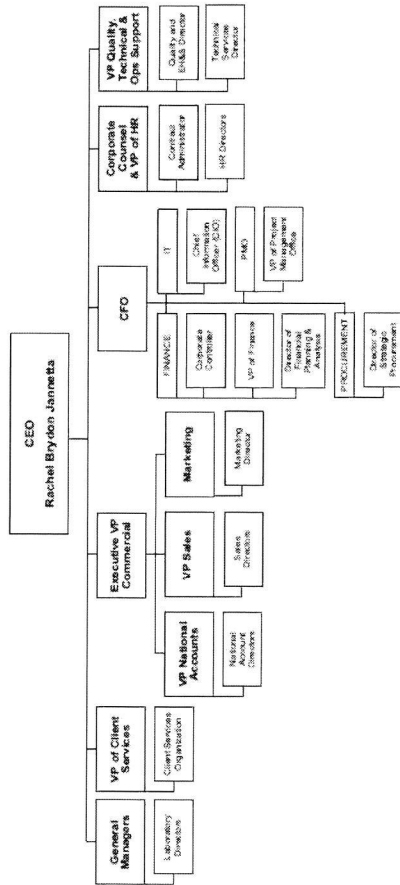 CEO
Rachel Brydon Jannetta
General
Managers
Laboratory
Directors
VP of Client
Services
Client Services
Organization
Executive VP
Commercial
VP National
Accounts
National
Account
Directors
VP Sales
Sales
Directors
Marketing
Marketing
Director
CFO
FINANCE
Corporate
Controller
VP of Finance
Director of
Financial
Planning &
Analysis
IT
Chief
Information
Officer (CIO)
PMO
VP of Project
Management
Office
PROCUREMENT
Director of
Strategic
Procurement
Corporate
Counsel
& VP of HR
Contract
Administrator
HR Directors
VP Quality,
Technical &
Ops Support
Quality and
EH&S Director
Technical
Services
Director